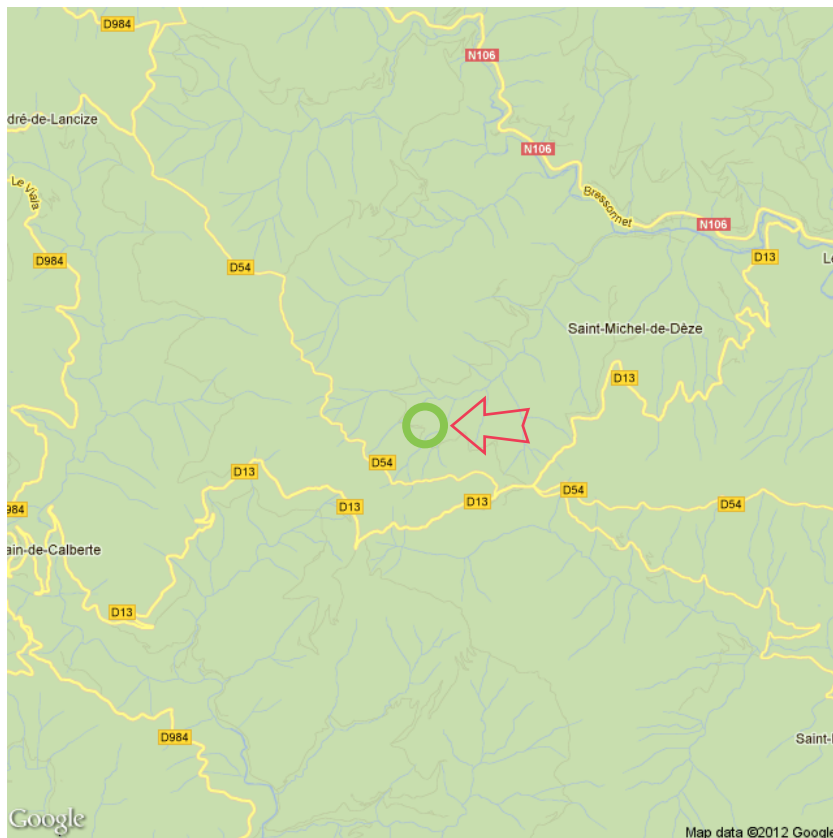 D984
N106
dré-de-Lancize
N106
Le Viala
Bressonnet
N106
D984
D54
D13
L
Saint-Michel-de-Dèze
D13
D54
D13
D54
D13
D13
D54
984
ain-de-Calberte
D13
D984
Saint-
Google
Map data ©2012 Google